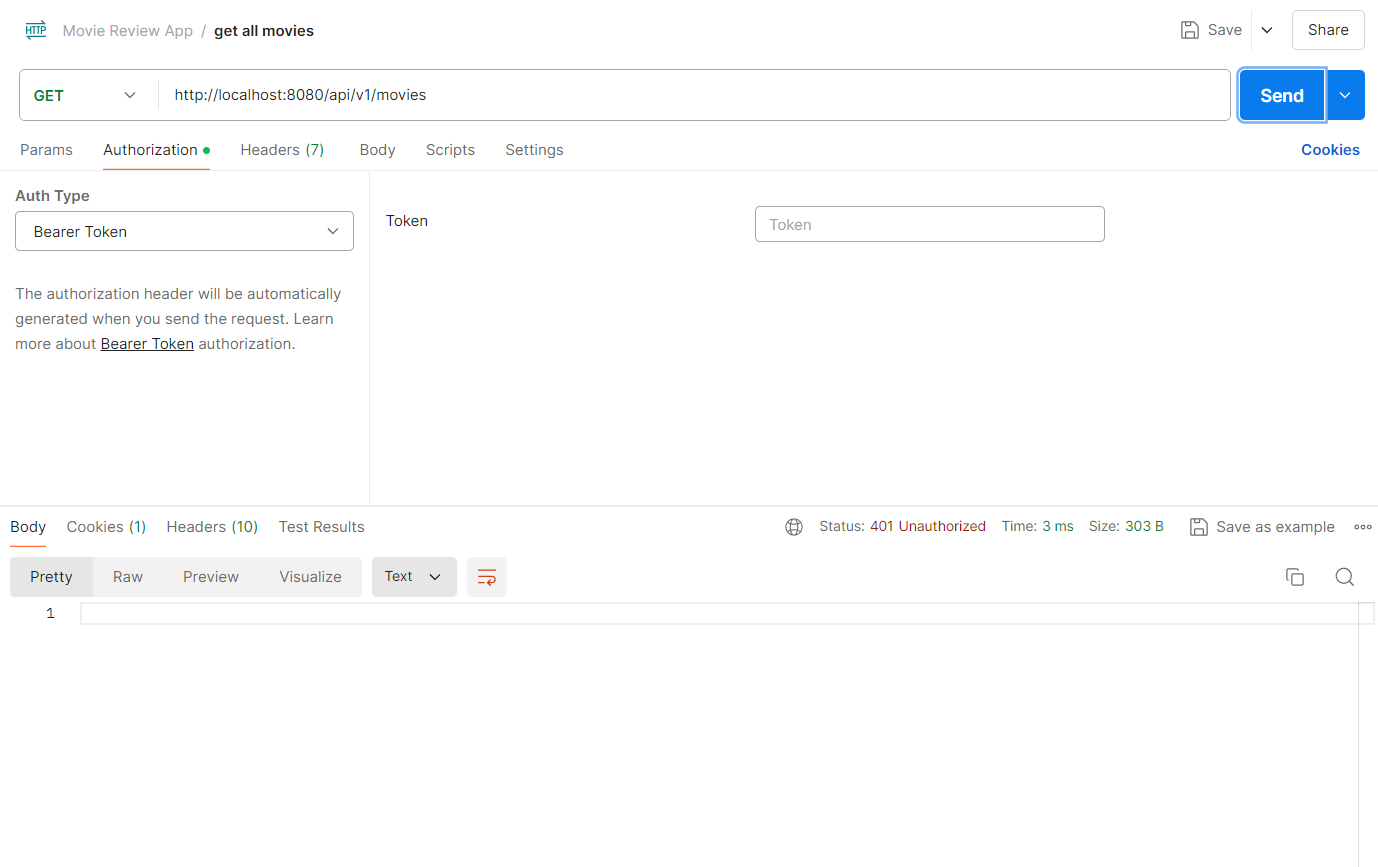 HTTP Movie Review App / get all movies Save Share
GET http://localhost:8080/api/v1/movies Send
Params Authorization Headers (7) Body Scripts Settings Cookies
Auth Type
Bearer Token
Token Token
The authorization header will be automatically
generated when you send the request. Learn
more about Bearer Token authorization.
Body Cookies (1) Headers (10) Test Results Status: 401 Unauthorized Time: 3 ms Size: 303 B Save as example
Pretty Raw Preview Visualize Text
1